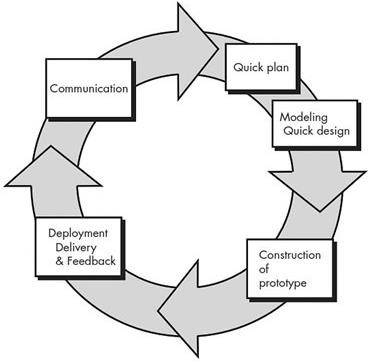 Communication
Quick plan
Modeling
Quick design
Construction
of
prototype
Deployment
Delivery
& Feedback